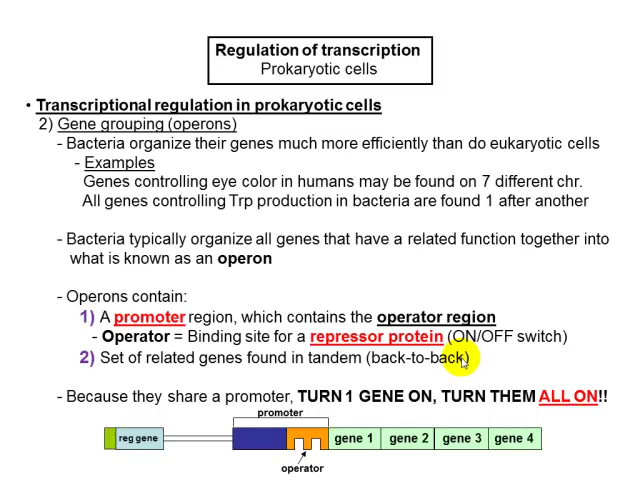 Regulation of transcription
Prokaryotic cells
• Transcriptional regulation in prokaryotic cells
2) Gene grouping (operons)
- Bacteria organize their genes much more efficiently than do eukaryotic cells
- Examples
Genes controlling eye color in humans may be found on 7 different chr.
All genes controlling Trp production in bacteria are found 1 after another
- Bacteria typically organize all genes that have a related function together into
what is known as an operon
- Operons contain:
1) A promoter region, which contains the operator region
- Operator = Binding site for a repressor protein (ON/OFF switch)
2) Set of related genes found in tandem (back-to-back)
- Because they share a promoter, TURN 1 GENE ON, TURN THEM ALL ON!!
promoter
reg gene
gene 1
gene 2
gene 3
gene 4
operator